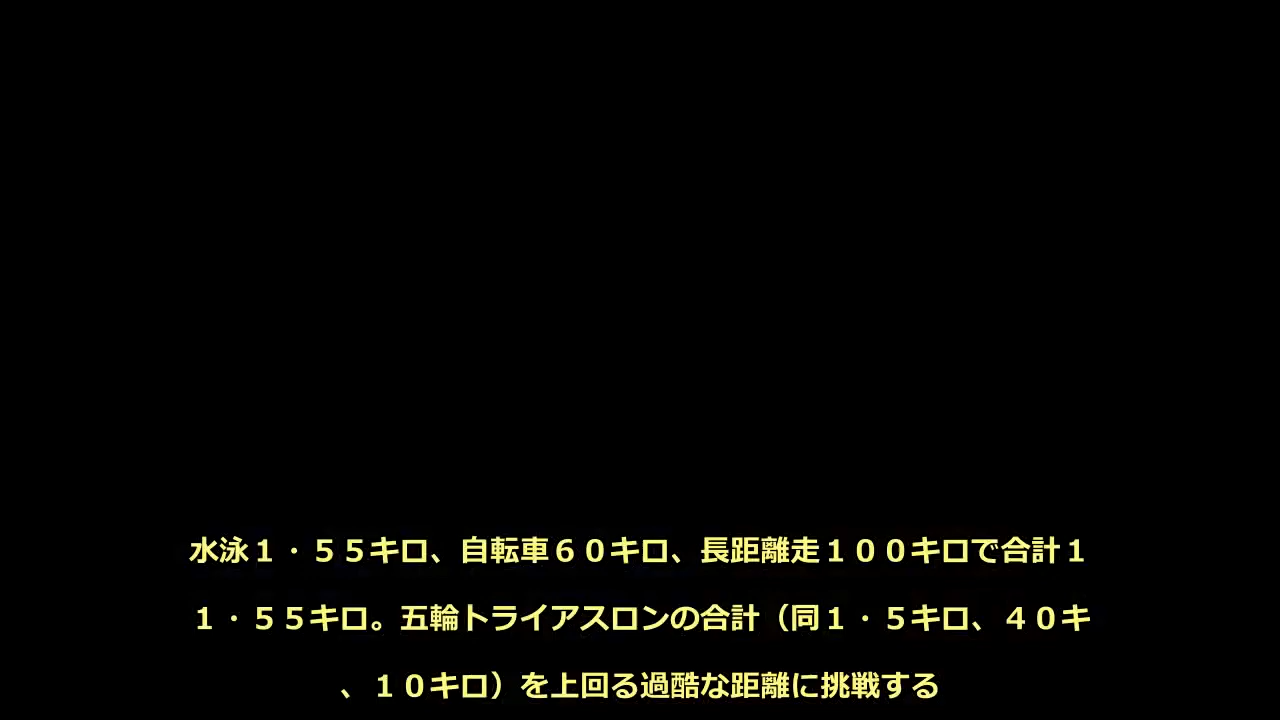 水泳１・５５キロ、自転車６０キロ、長距離走１００キロで合計１
１・５５キロ。五輪トライアスロンの合計（同１・５キロ、４０キ
、１０キロ）を上回る過酷な距離に挑戦する